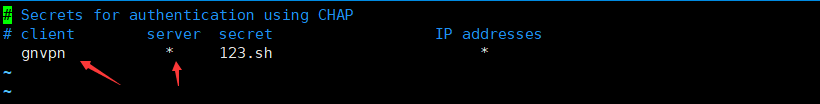 # Secrets for authentication using CHAP
# client        server  secret                  IP addresses
  gnvpn           *     123.sh                       *
~
~